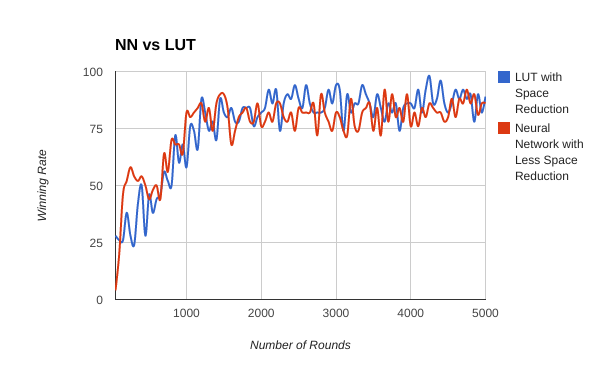 NN vs LUT
100
75
50
25
0
Winning Rate
1000 2000 3000 4000 5000
Number of Rounds
LUT with
Space
Reduction
Neural
Network with
Less Space
Reduction